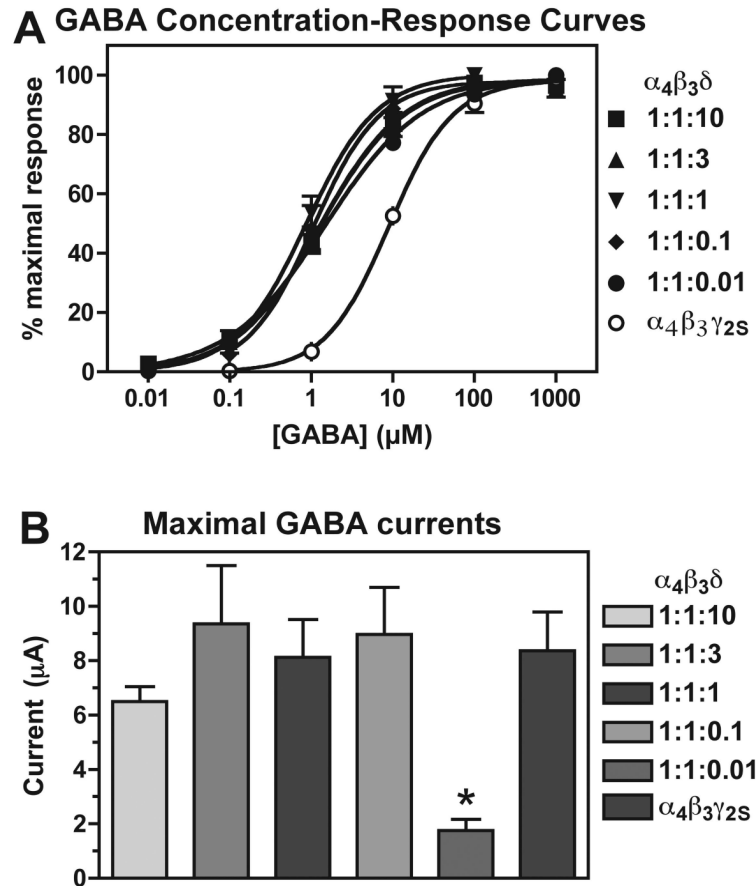 A GABA Concentration-Response Curves
% maximal response
100
80
60
40
20
0
0.01 0.1 1 10 100 1000
[GABA] (μM)
α4β3δ
1:1:10
1:1:3
1:1:1
1:1:0.1
1:1:0.01
α4β3γ2S
B Maximal GABA currents
Current (μA)
12
10
8
6
4
2
0
*
α4β3δ
1:1:10
1:1:3
1:1:1
1:1:0.1
1:1:0.01
α4β3γ2S